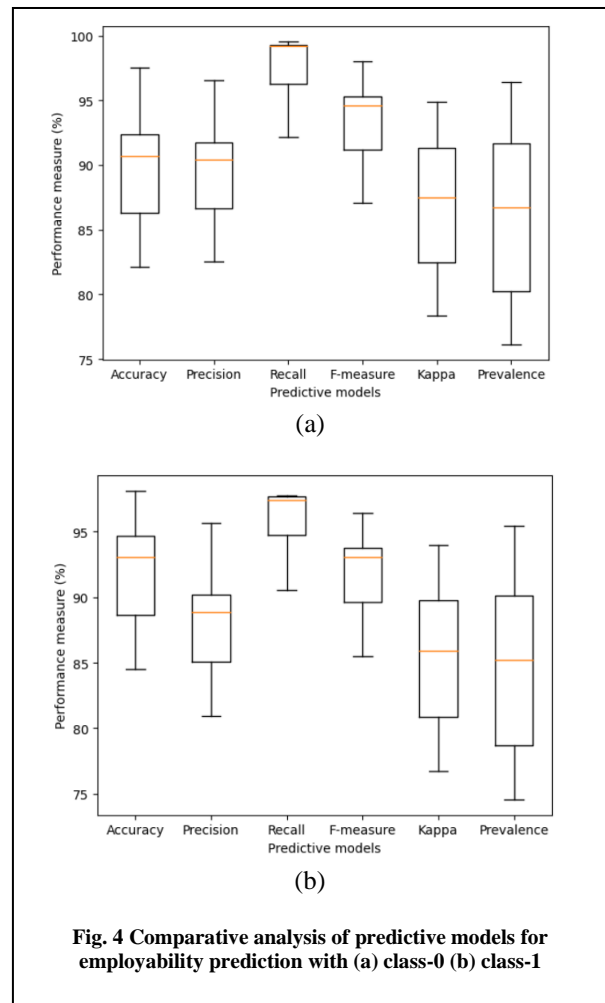 100
95
90
85
80
75
Performance measure (%)
Accuracy Precision Recall F-measure Kappa Prevalence
Predictive models
(a)
95
90
85
80
75
Performance measure (%)
Accuracy Precision Recall F-measure Kappa Prevalence
Predictive models
(b)
Fig. 4 Comparative analysis of predictive models for
employability prediction with (a) class-0 (b) class-1